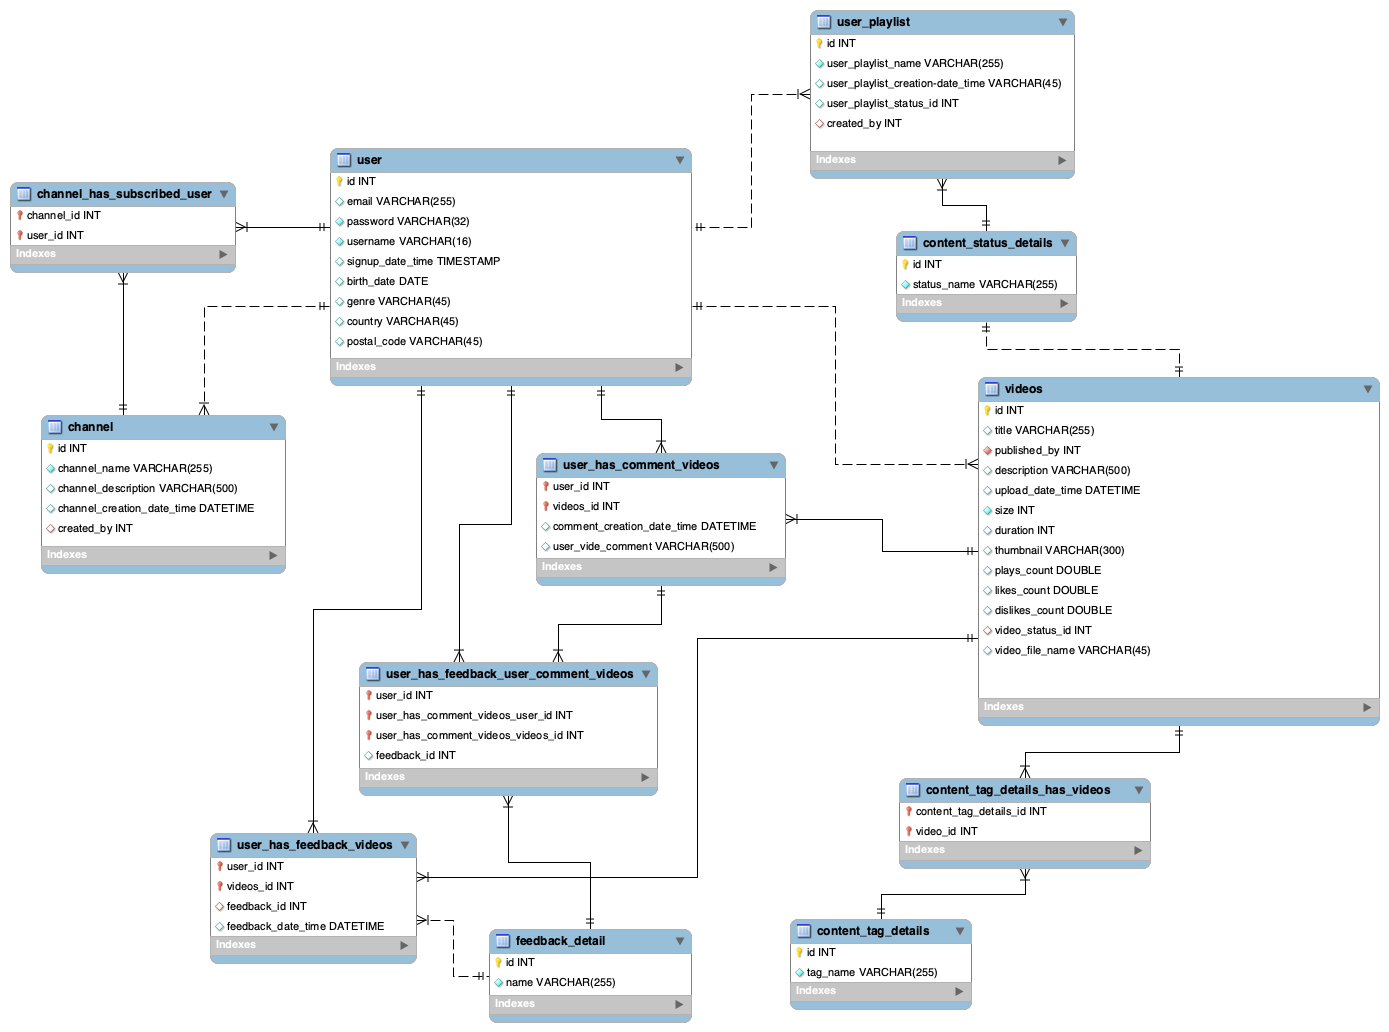 user_playlist
id INT
user_playlist_name VARCHAR(255)
user_playlist_creation-date_time VARCHAR(45)
user_playlist_status_id INT
created_by INT
Indexes
user
id INT
email VARCHAR(255)
password VARCHAR(32)
username VARCHAR(16)
signup_date_time TIMESTAMP
birth_date DATE
genre VARCHAR(45)
country VARCHAR(45)
postal_code VARCHAR(45)
Indexes
channel_has_subscribed_user
channel_id INT
user_id INT
Indexes
content_status_details
id INT
status_name VARCHAR(255)
Indexes
videos
id INT
title VARCHAR(255)
published_by INT
description VARCHAR(500)
upload_date_time DATETIME
size INT
duration INT
thumbnail VARCHAR(300)
plays_count DOUBLE
likes_count DOUBLE
dislikes_count DOUBLE
video_status_id INT
video_file_name VARCHAR(45)
Indexes
channel
id INT
channel_name VARCHAR(255)
channel_description VARCHAR(500)
channel_creation_date_time DATETIME
created_by INT
Indexes
user_has_comment_videos
user_id INT
videos_id INT
comment_creation_date_time DATETIME
user_vide_comment VARCHAR(500)
Indexes
user_has_feedback_user_comment_videos
user_id INT
user_has_comment_videos_user_id INT
user_has_comment_videos_videos_id INT
feedback_id INT
Indexes
content_tag_details_has_videos
content_tag_details_id INT
video_id INT
Indexes
user_has_feedback_videos
user_id INT
videos_id INT
feedback_id INT
feedback_date_time DATETIME
Indexes
feedback_detail
id INT
name VARCHAR(255)
Indexes
content_tag_details
id INT
tag_name VARCHAR(255)
Indexes